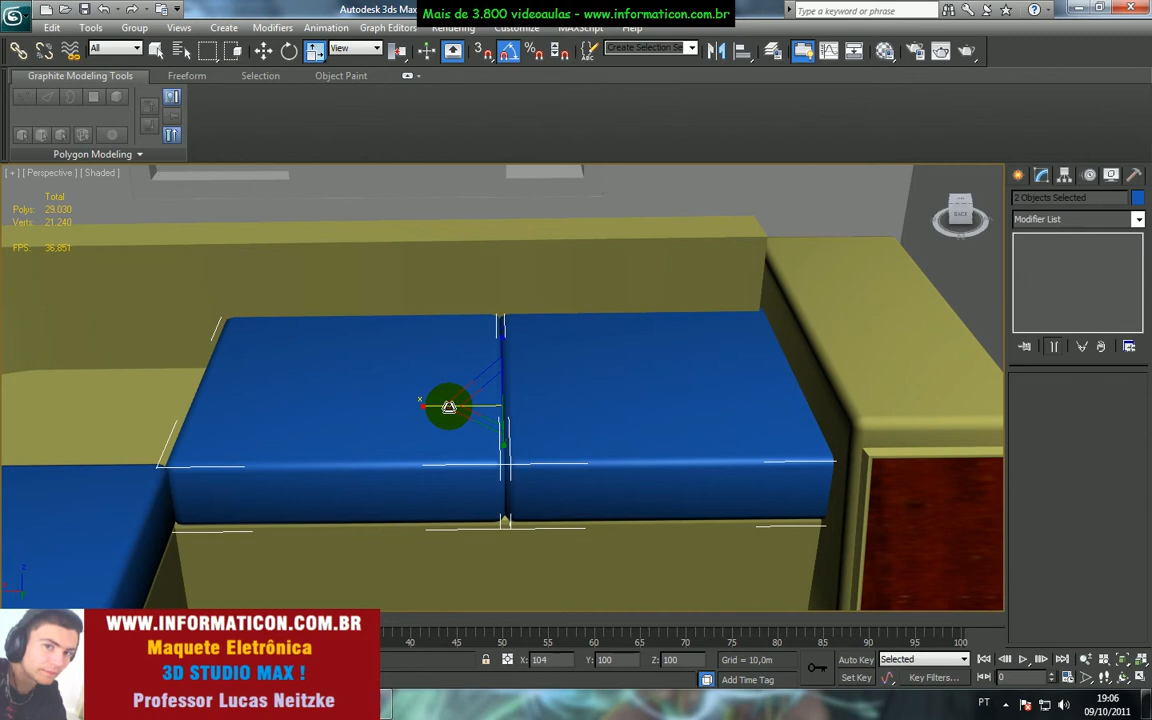 Autodesk 3ds Max
Mais de 3.800 videoaulas - www.informaticon.com.br
Type a keyword or phrase
Edit Tools Group Views Create Modifiers Animation Graph Editors Rendering Customize MAXScript Help
All View 3 Create Selection Se
Graphite Modeling Tools Freeform Selection Object Paint
Polygon Modeling
[ + ] [ Perspective ] [ Shaded ]
Total
Polys: 29.030
Verts: 21.240
FPS: 36,851
BACK
2 Objects Selected
Modifier List
x
z
40 45 50 55 60 65 70 75 80 85 90 95 100
X: 104 Y: 100 Z: 100 Grid = 10,0m Auto Key Selected
Add Time Tag Set Key Key Filters... 0
WWW.INFORMATICON.COM.BR
Maquete Eletrônica
3D STUDIO MAX !
Professor Lucas Neitzke
PT 19:06
09/10/2011